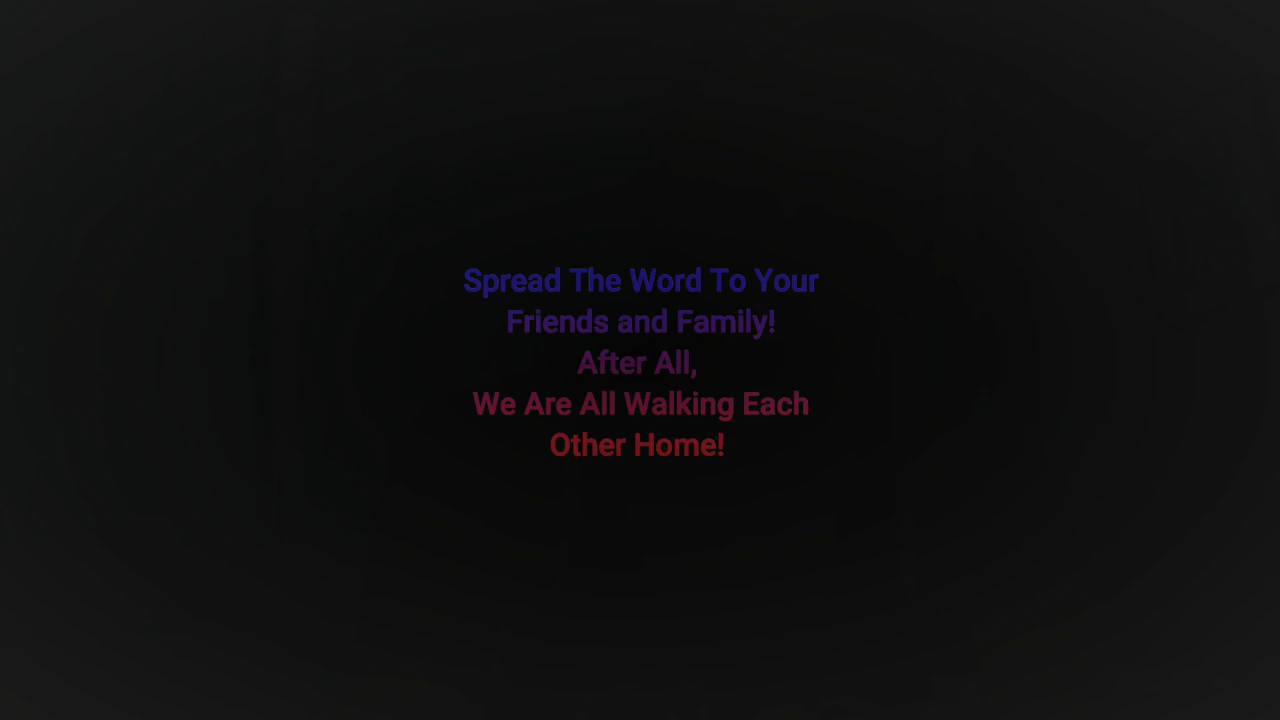 Spread The Word To Your
Friends and Family!
After All,
We Are All Walking Each
Other Home!